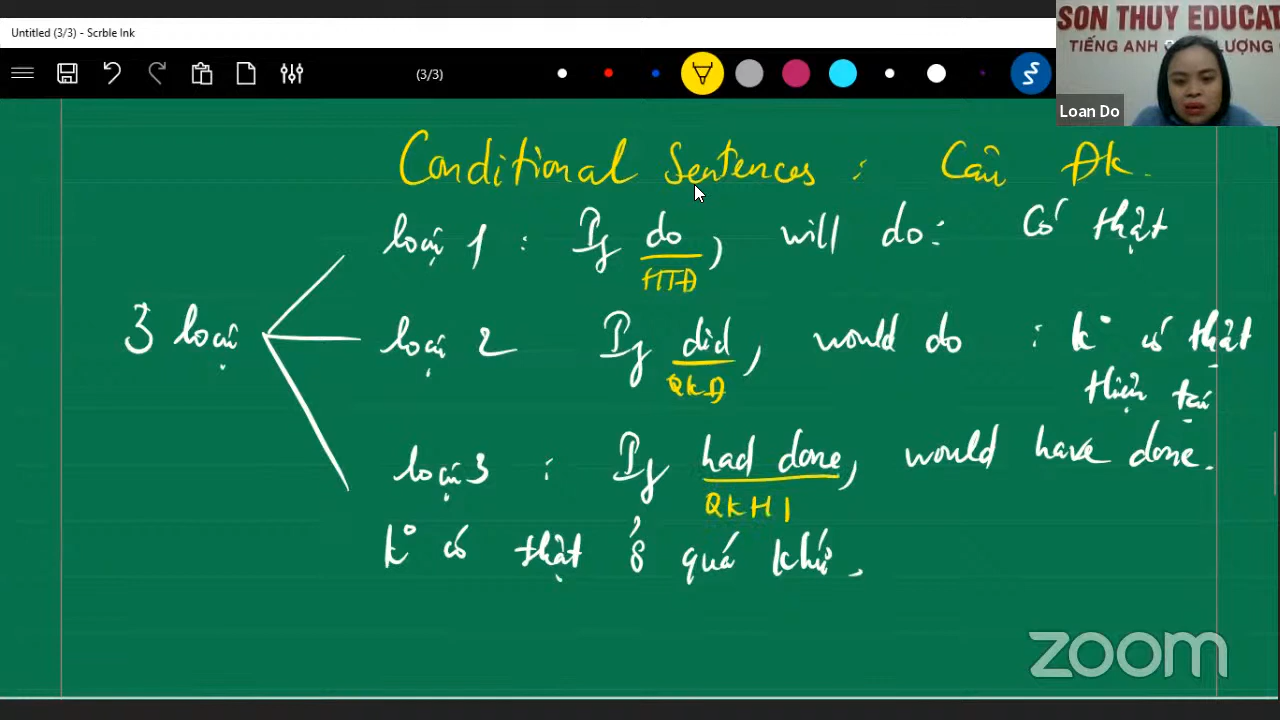 Untitled (3/3) - Scrble Ink
(3/3)
SON THUY EDUCAT
TIẾNG ANH LƯỢNG
Loan Do
Conditional Sentences : Câu ĐK.
loại 1 : If do, will do : Có thật
HTĐ
3 loại
loại 2 If did, would do : k° có thật
QKĐ
hiện tại
loại 3 : If had done, would have done.
QKHT
k° có thật ở quá khứ.
zoom